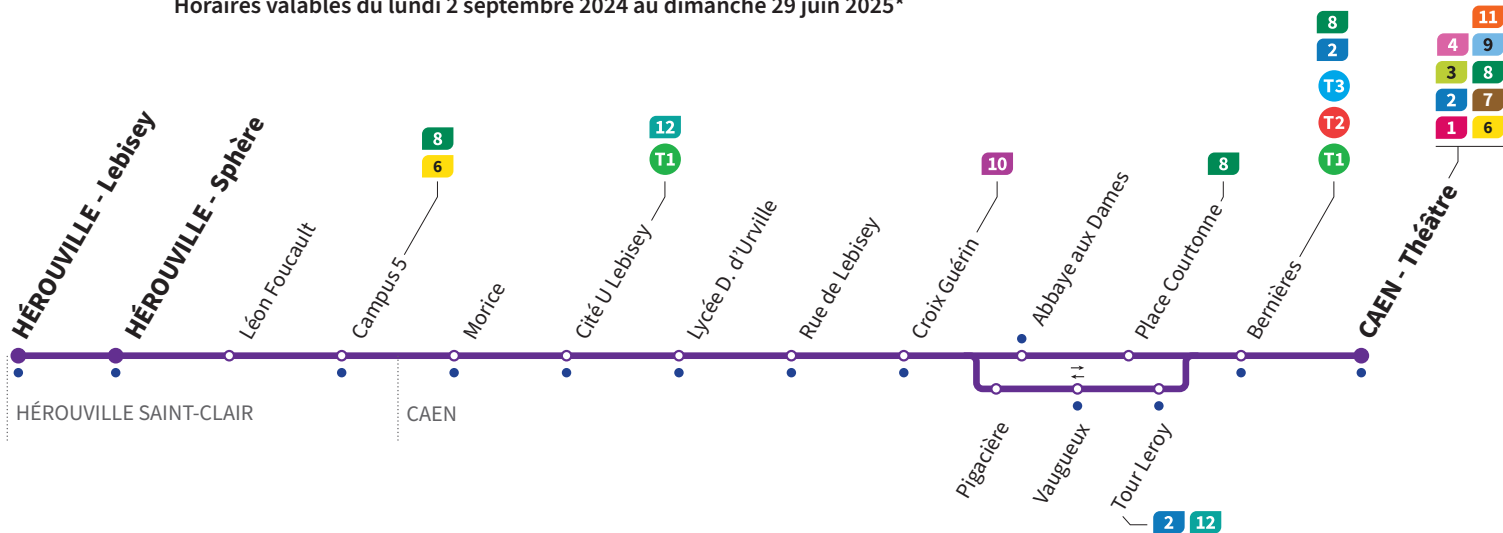 Horaires valables du lundi 2 septembre 2024 au dimanche 29 juin 2025*
HÉROUVILLE - Lebisey
HÉROUVILLE - Sphère
Léon Foucault
8
6
Campus 5
Morice
12
T1
Cité U Lebisey
Lycée D. d'Urville
Rue de Lebisey
10
Croix Guérin
Abbaye aux Dames
8
Place Courtonne
8
2
T3
T2
T1
Bernières
11
4 9
3 8
2 7
1 6
CAEN - Théâtre
HÉROUVILLE SAINT-CLAIR
CAEN
Pigacière
Vaugueux
Tour Leroy
2 12